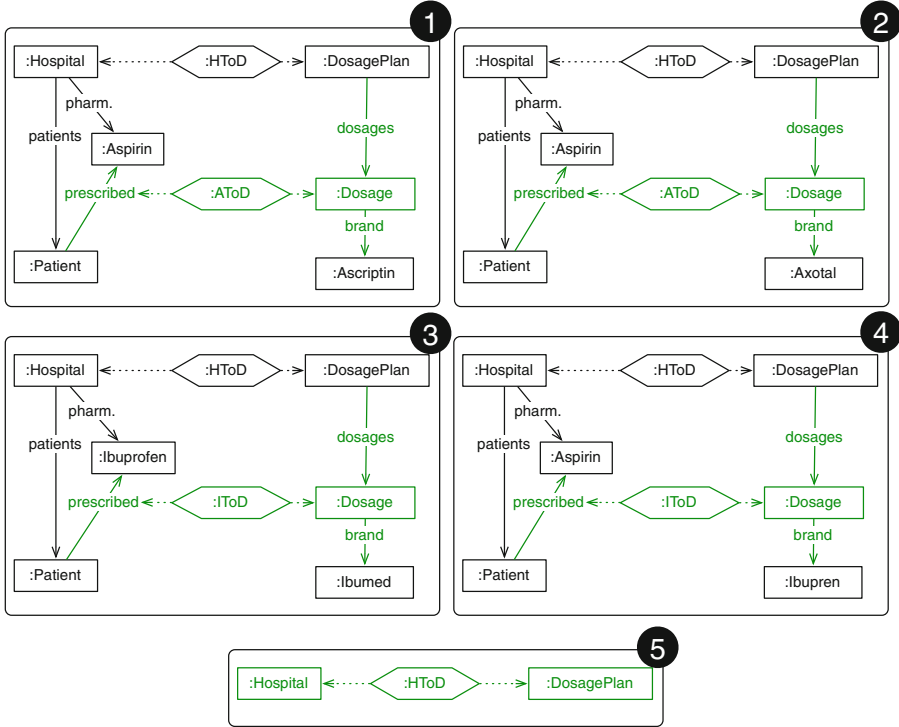 1
:Hospital :HToD :DosagePlan
pharm.
patients
dosages
:Aspirin
prescribed :AToD :Dosage
brand
:Patient :Ascriptin
2
:Hospital :HToD :DosagePlan
pharm.
patients
dosages
:Aspirin
prescribed :AToD :Dosage
brand
:Patient :Axotal
3
:Hospital :HToD :DosagePlan
pharm.
patients
dosages
:Ibuprofen
prescribed :IToD :Dosage
brand
:Patient :Ibumed
4
:Hospital :HToD :DosagePlan
pharm.
patients
dosages
:Aspirin
prescribed :IToD :Dosage
brand
:Patient :Ibupren
5
:Hospital :HToD :DosagePlan